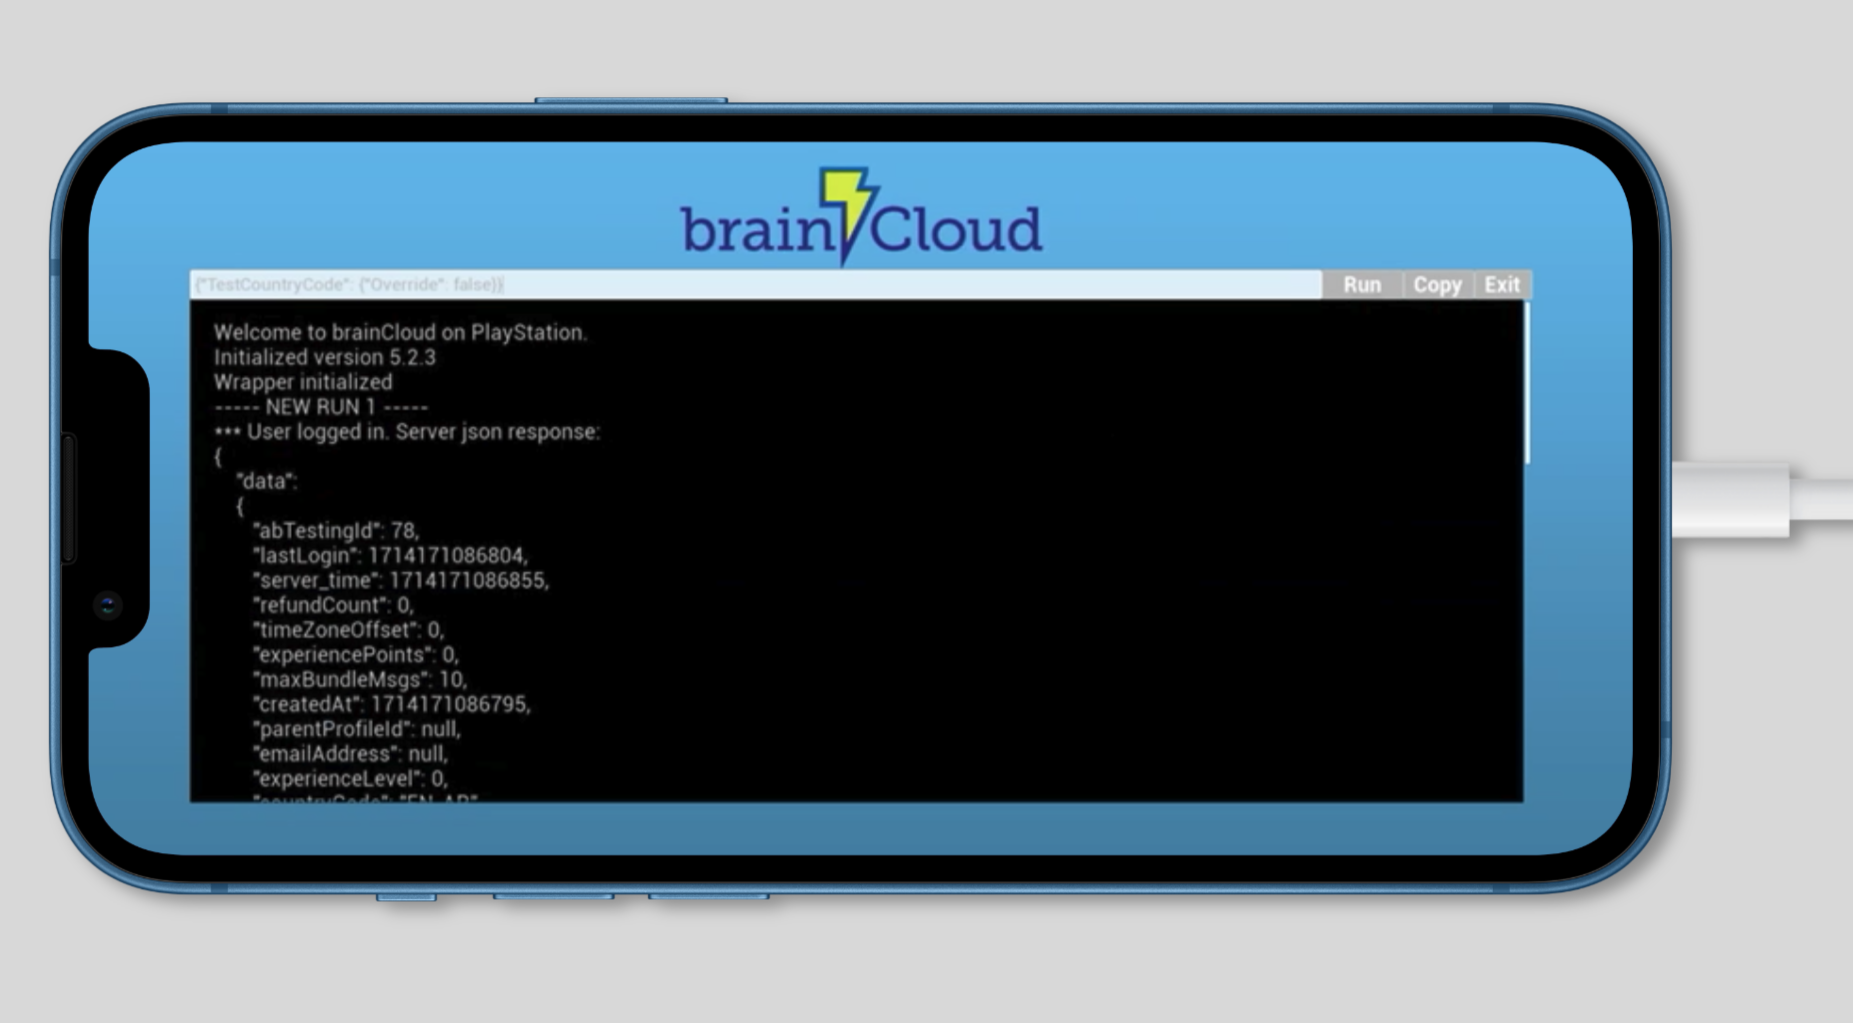 brainCloud
{"TestCountryCode": {"Override": false}}
Run Copy Exit
Welcome to brainCloud on PlayStation.
Initialized version 5.2.3
Wrapper initialized
----- NEW RUN 1 -----
*** User logged in. Server json response:
{
"data":
{
"abTestingId": 78,
"lastLogin": 1714171086804,
"server_time": 1714171086855,
"refundCount": 0,
"timeZoneOffset": 0,
"experiencePoints": 0,
"maxBundleMsgs": 10,
"createdAt": 1714171086795,
"parentProfileId": null,
"emailAddress": null,
"experienceLevel": 0,
"countryCode":